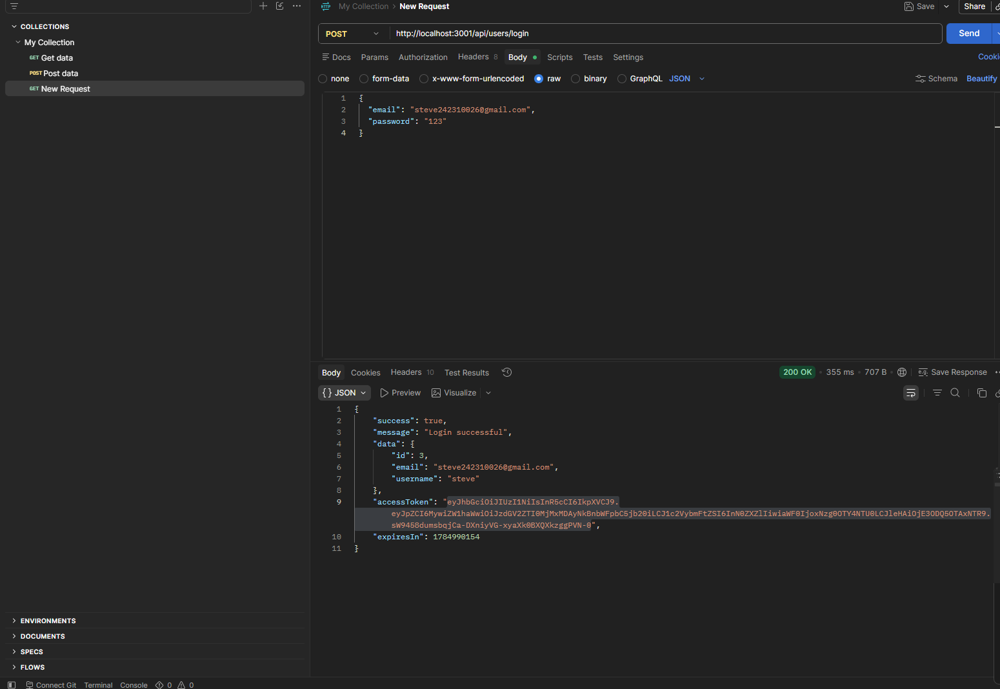 My Collection > New Request
Save
Share
COLLECTIONS
My Collection
GET Get data
POST Post data
GET New Request
POST
http://localhost:3001/api/users/login
Send
Docs
Params
Authorization
Headers 8
Body
Scripts
Tests
Settings
none
form-data
x-www-form-urlencoded
raw
binary
GraphQL
JSON
Schema
Beautify
1 {
2 "email": "steve242310026@gmail.com",
3 "password": "123"
4 }
Body
Cookies
Headers 10
Test Results
200 OK • 355 ms • 707 B
e.g. Save Response
{} JSON
Preview
Visualize
1 {
2 "success": true,
3 "message": "Login successful",
4 "data": {
5 "id": 3,
6 "email": "steve242310026@gmail.com",
7 "username": "steve"
8 },
9 "accessToken": "eyJhbGciOiJIUzI1NiIsInR5cCI6IkpXVCJ9.
eyJpZCI6MywiZW1haWwiOiJzdGV2ZTI0MjMxMDAyNkBnbWFpbC5jb20iLCJ1c2VybmFtZSI6InN0ZXZlIiwiaWF0IjoxNzg0OTY4NTU0LCJleHAiOjE3ODQ5OTAxNTR9.
sW9458dumsbqjCa-DXniyVG-xyaXk0BXQXkzggPVN-0",
10 "expiresIn": 1784990154
11 }
ENVIRONMENTS
DOCUMENTS
SPECS
FLOWS
Connect Git
Terminal
Console
0
0